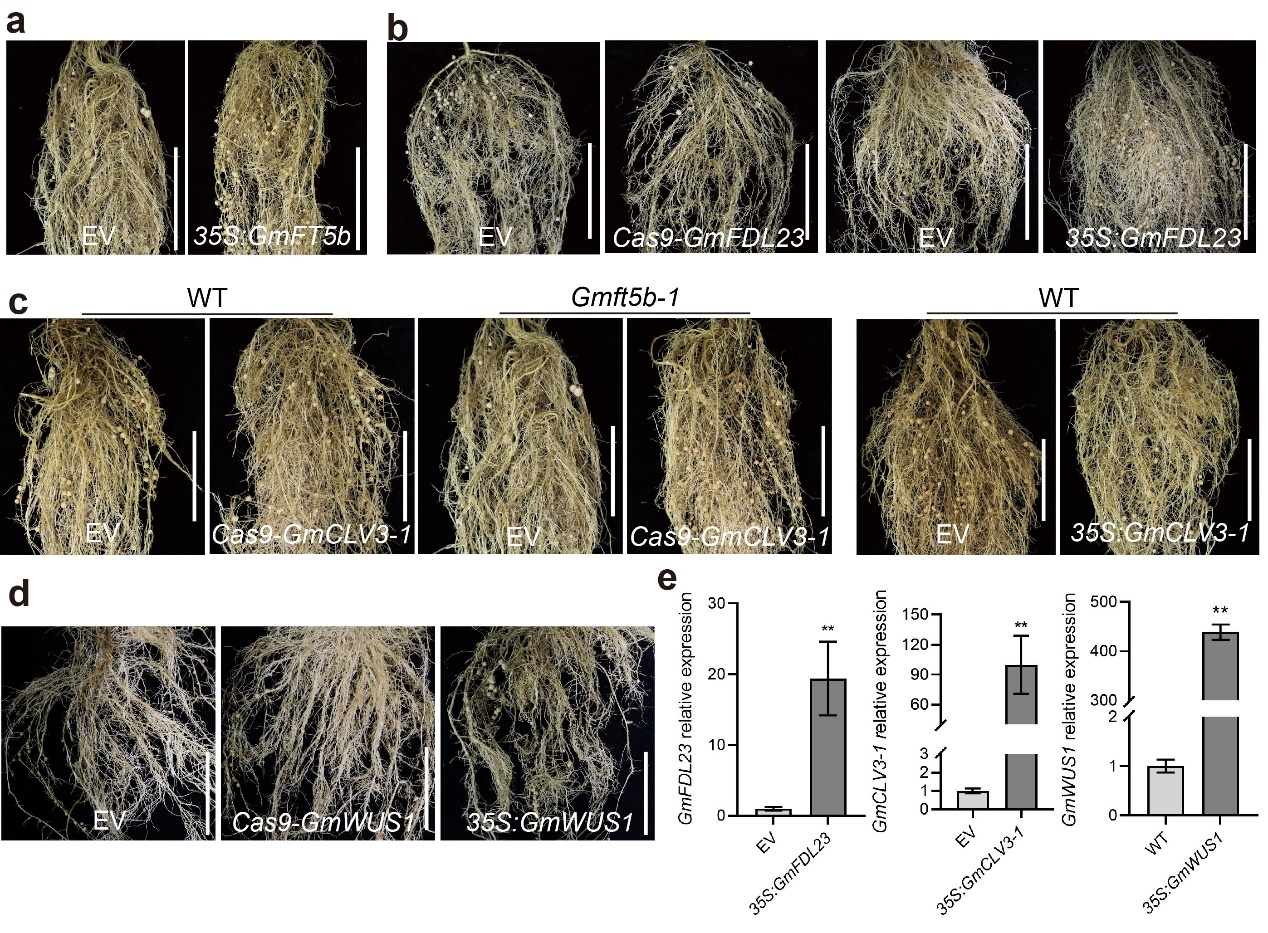 a
b
EV
35S:GmFT5b
EV
Cas9-GmFDL23
EV
35S:GmFDL23
c
WT
Gmft5b-1
WT
EV
Cas9-GmCLV3-1
EV
Cas9-GmCLV3-1
EV
35S:GmCLV3-1
d
EV
Cas9-GmWUS1
35S:GmWUS1
e
GmFDL23 relative expression
30
20
10
0
**
EV
35S:GmFDL23
GmCLV3-1 relative expression
150
120
90
60
3
2
1
0
**
EV
35S:GmCLV3-1
GmWUS1 relative expression
500
400
300
2
1
0
**
WT
35S:GmWUS1